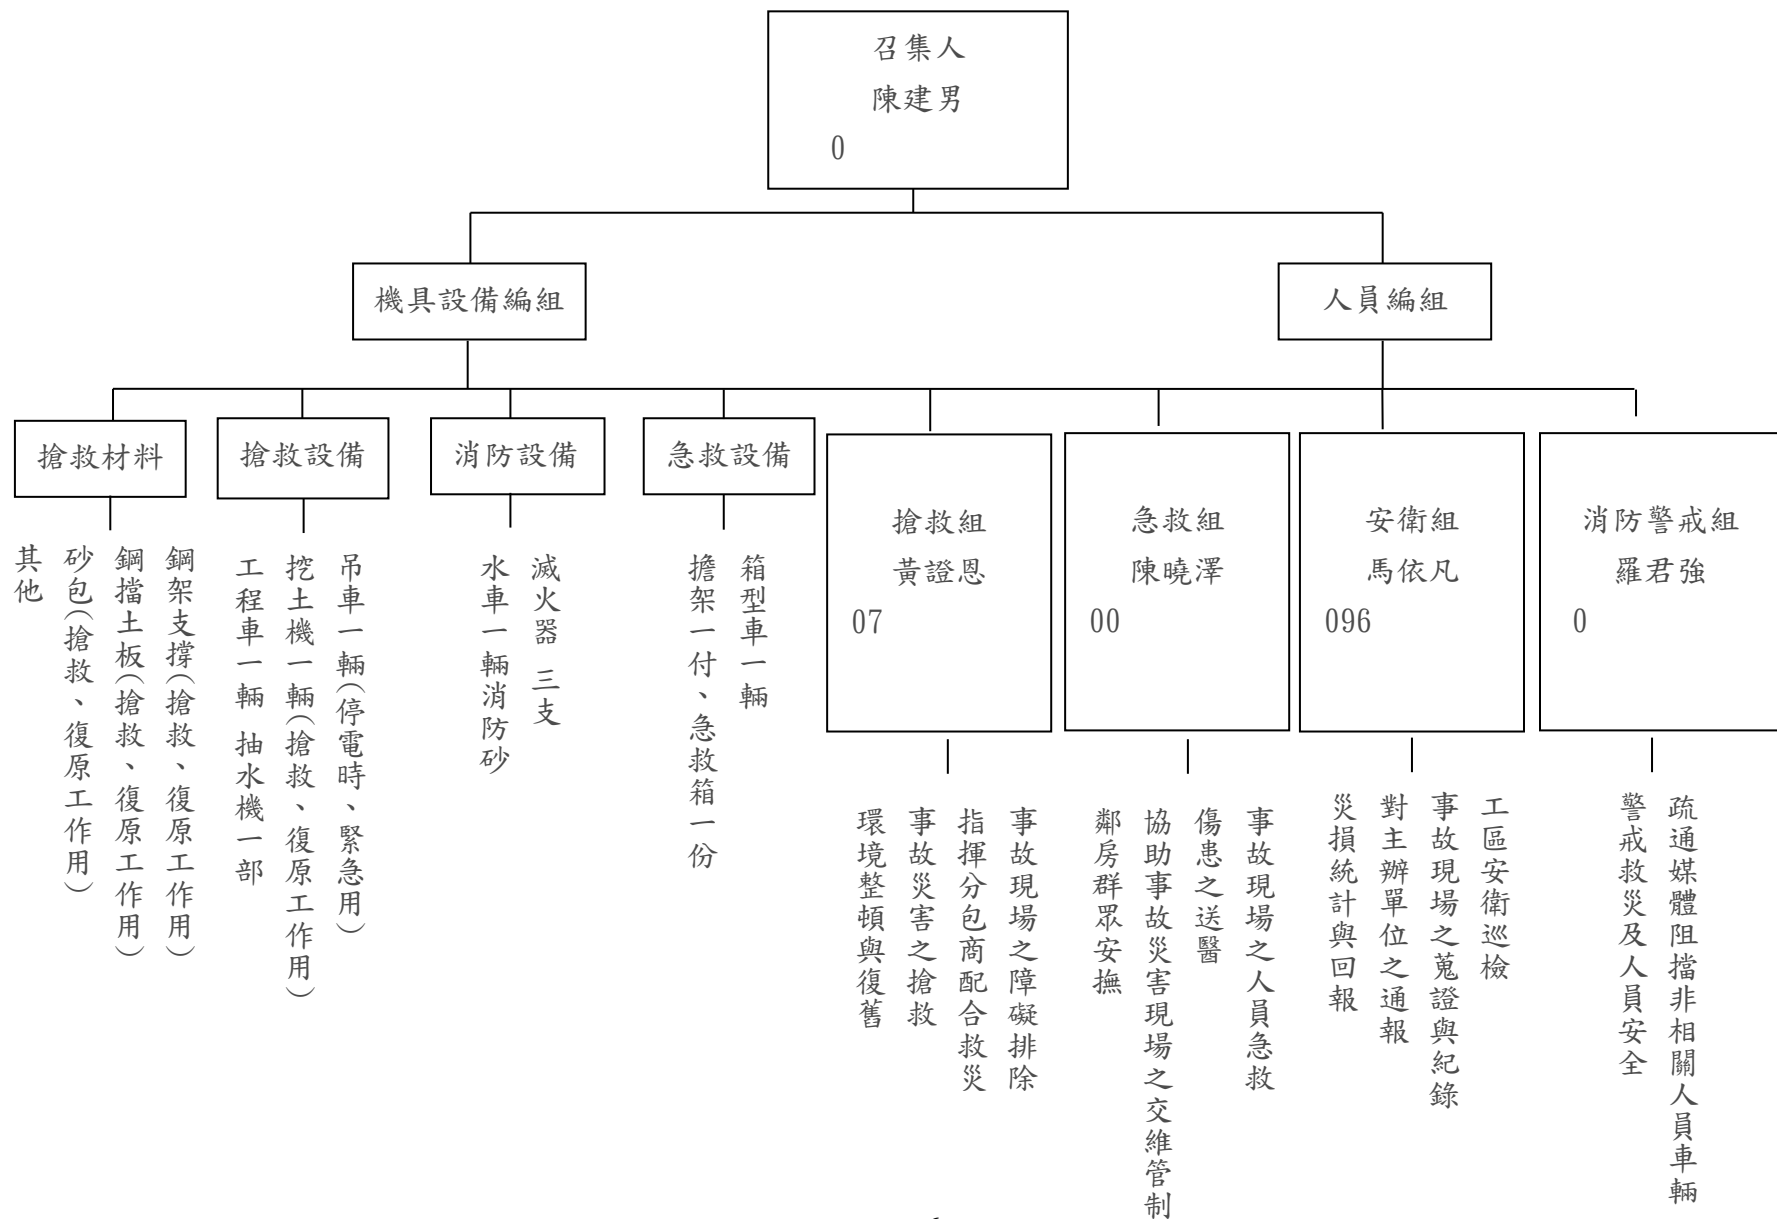 召集人
陳建男
0
機具設備編組
人員編組
搶救材料
搶救設備
消防設備
急救設備
搶救組
黃證恩
07
急救組
陳曉澤
00
安衛組
馬依凡
096
消防警戒組
羅君強
0
鋼架支撐(搶救、復原工作用)
鋼擋土板(搶救、復原工作用)
砂包(搶救、復原工作用)
其他
吊車一輛(停電時、緊急用)
挖土機一輛(搶救、復原工作用)
工程車一輛 抽水機一部
滅火器 三支
水車一輛消防砂
箱型車一輛
擔架一付、急救箱一份
事故現場之障礙排除
指揮分包商配合救災
事故災害之搶救
環境整頓與復舊
事故現場之人員急救
傷患之送醫
協助事故災害現場之交維管制
鄰房群眾安撫
工區安衛巡檢
事故現場之蒐證與紀錄
對主辦單位之通報
災損統計與回報
疏通媒體阻擋非相關人員車輛
警戒救災及人員安全